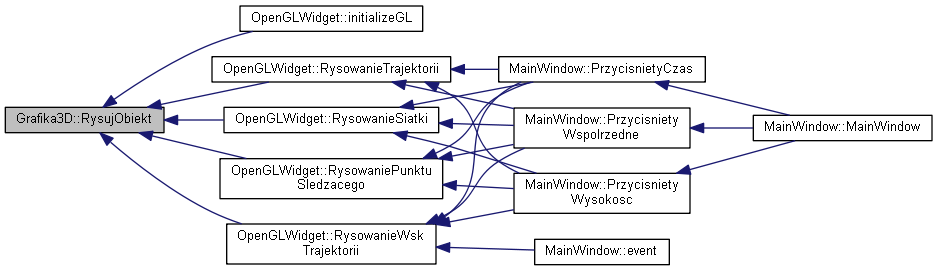 OpenGLWidget::initializeGL
OpenGLWidget::RysowanieTrajektorii
MainWindow::PrzycisnietyCzas
Grafika3D::RysujObiekt
OpenGLWidget::RysowanieSiatki
MainWindow::Przycisniety
Wspolrzedne
MainWindow::MainWindow
OpenGLWidget::RysowaniePunktu
Sledzacego
MainWindow::Przycisniety
Wysokosc
OpenGLWidget::RysowanieWsk
Trajektorii
MainWindow::event